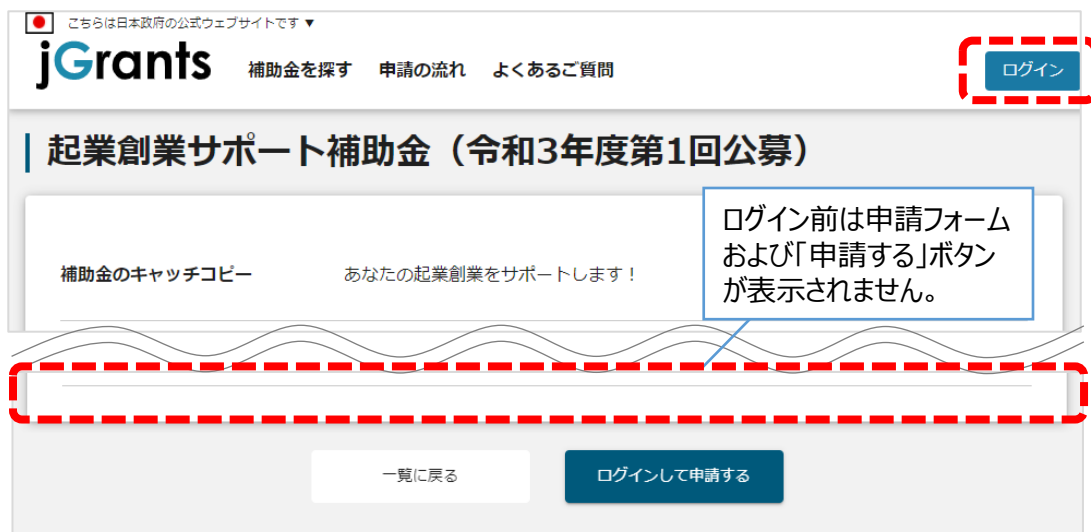 こちらは日本政府の公式ウェブサイトです ▼
jGrants 補助金を探す 申請の流れ よくあるご質問 ログイン
起業創業サポート補助金（令和3年度第1回公募）
ログイン前は申請フォーム
および「申請する」ボタン
が表示されません。
補助金のキャッチコピー あなたの起業創業をサポートします！
一覧に戻る ログインして申請する